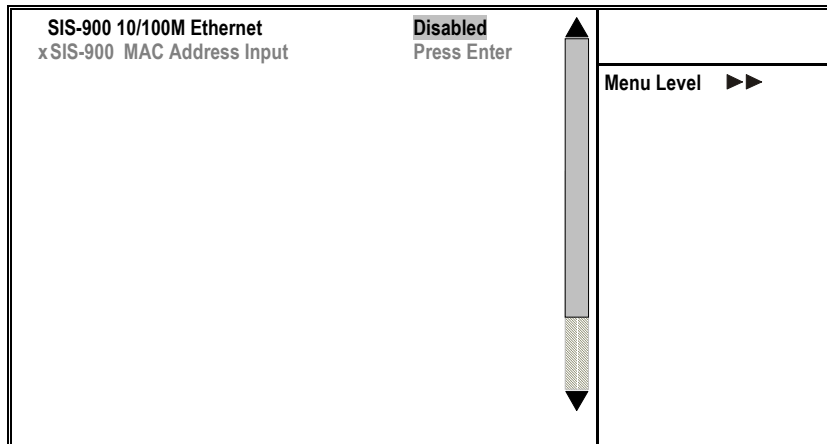 SIS-900 10/100M Ethernet Disabled
x SIS-900 MAC Address Input Press Enter
Menu Level ►►